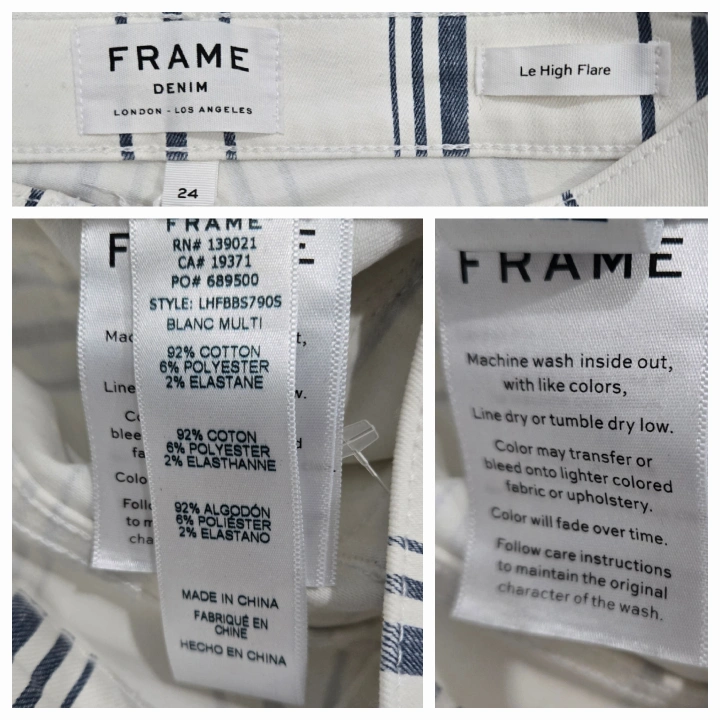 FRAME
DENIM
LONDON - LOS ANGELES
Le High Flare
24
FRAME
RN# 139021
CA# 19371
PO# 689500
STYLE: LHFBBS790S
BLANC MULTI
92% COTTON
6% POLYESTER
2% ELASTANE
92% COTON
6% POLYESTER
2% ELASTHANNE
92% ALGODÓN
6% POLIÉSTER
2% ELASTANO
MADE IN CHINA
FABRIQUÉ EN
CHINE
HECHO EN CHINA
FRAME
Machine wash inside out,
with like colors,
Line dry or tumble dry low.
Color may transfer or
bleed onto lighter colored
fabric or upholstery.
Color will fade over time.
Follow care instructions
to maintain the original
character of the wash.